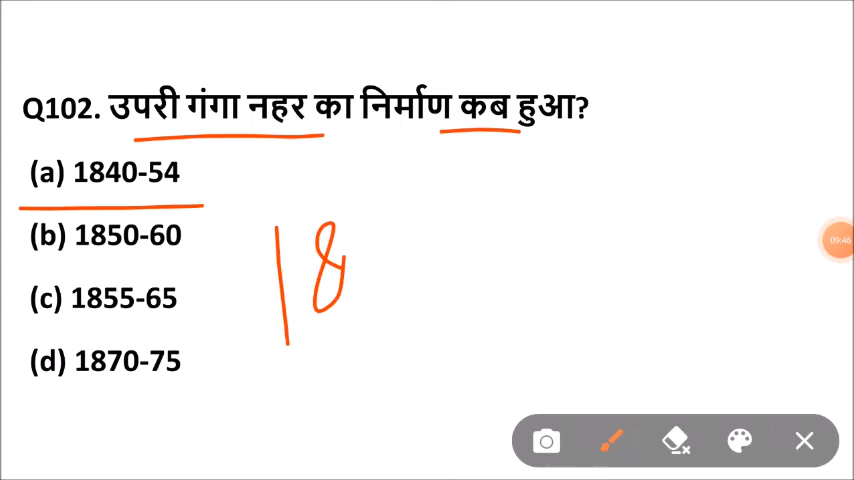 Q102. उपरी गंगा नहर का निर्माण कब हुआ?
(a) 1840-54
(b) 1850-60
(c) 1855-65
(d) 1870-75
18
09:46